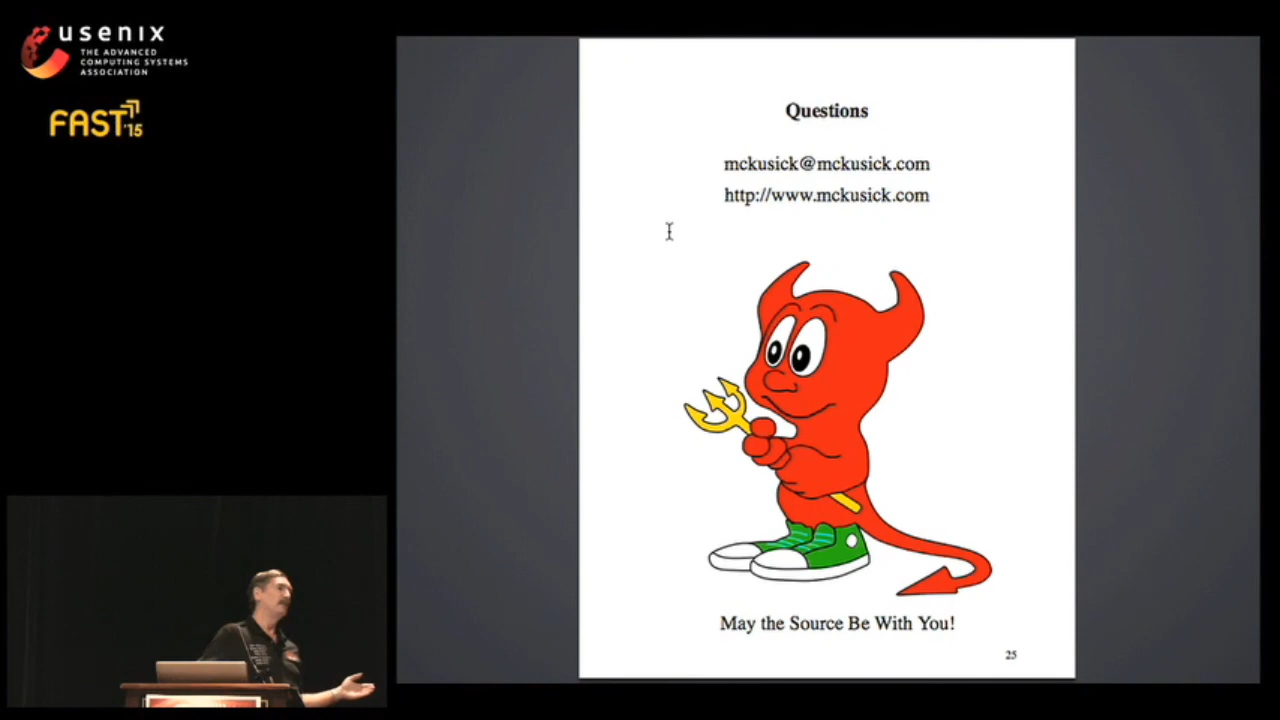 usenix
THE ADVANCED
COMPUTING SYSTEMS
ASSOCIATION
FAST '15
Questions
mckusick@mckusick.com
http://www.mckusick.com
May the Source Be With You!
25